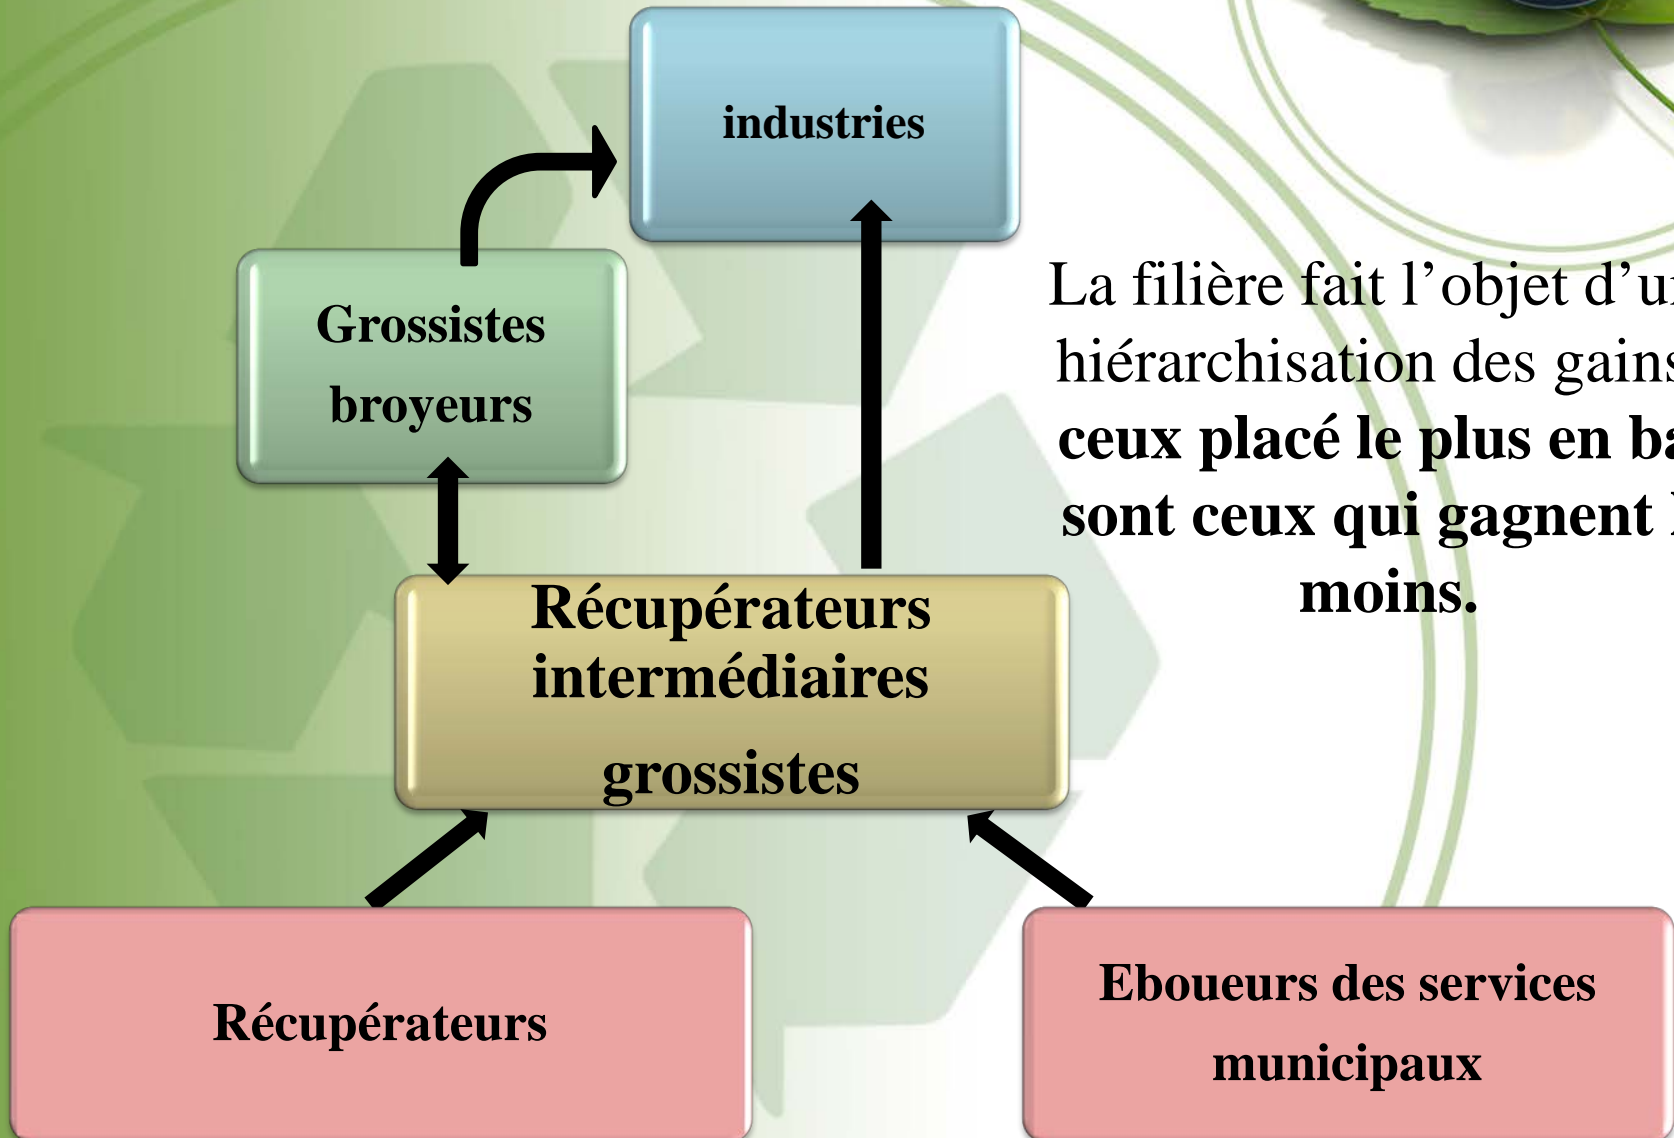 industries
Grossistes
broyeurs
La filière fait l’objet
hiérarchisation des gains
ceux placé le plus en
sont ceux qui gagnent
moins.
Récupérateurs
intermédiaires
grossistes
Récupérateurs
Eboueurs des services
municipaux